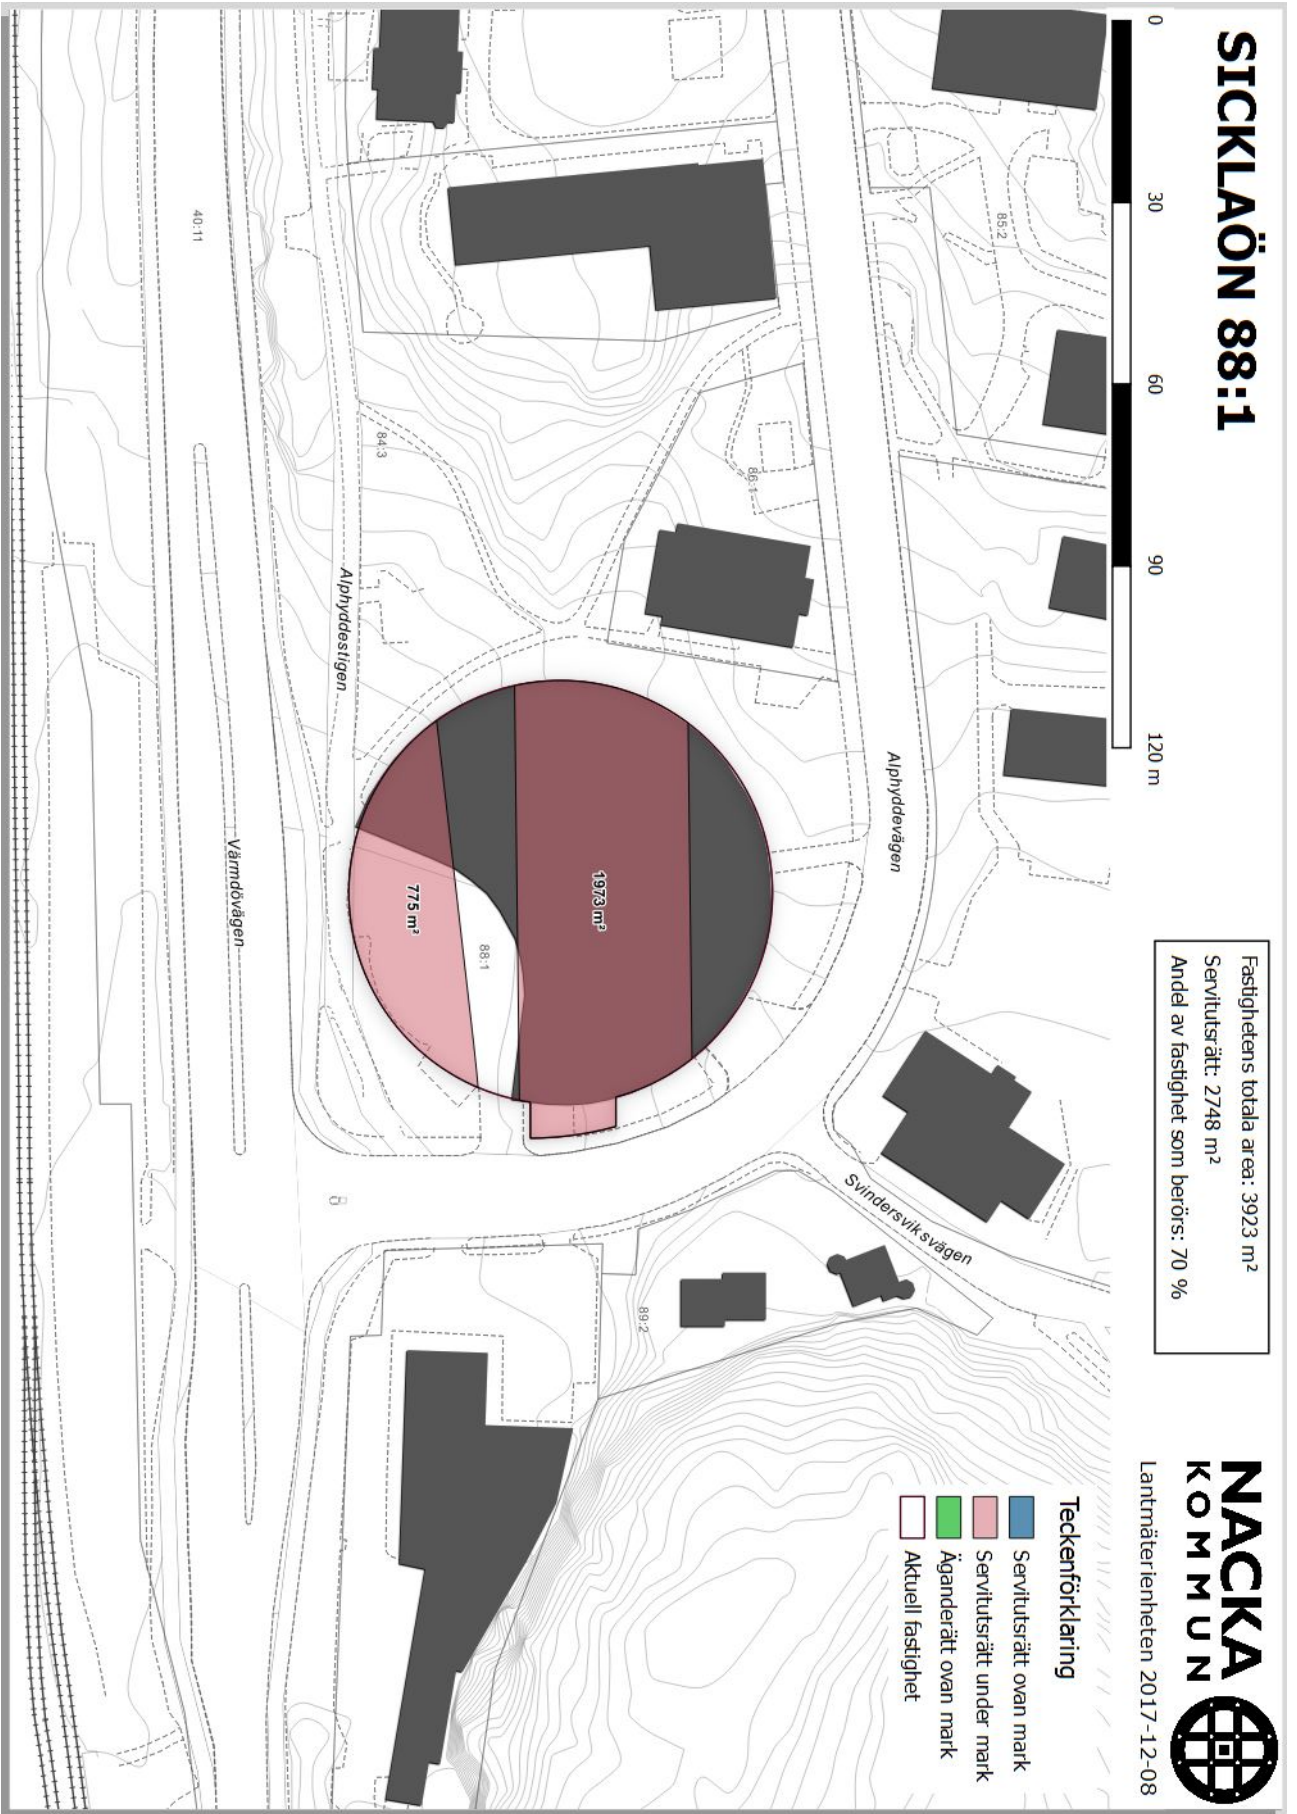 SICKLAÖN 88:1
0 30 60 90 120 m
Fastighetens totala area: 3923 m²
Servitutsrätt: 2748 m²
Andel av fastighet som berörs: 70 %
NACKA
KOMMUN
Lantmäterienheten 2017-12-08
Teckenförklaring
Servitutsrätt ovan mark
Servitutsrätt under mark
Äganderätt ovan mark
Aktuell fastighet
85:2
86:1
Alphyddevägen
Svindersviksvägen
1973 m²
89:2
88:1
775 m²
84:3
Alphyddestigen
40:11
Värmdövägen